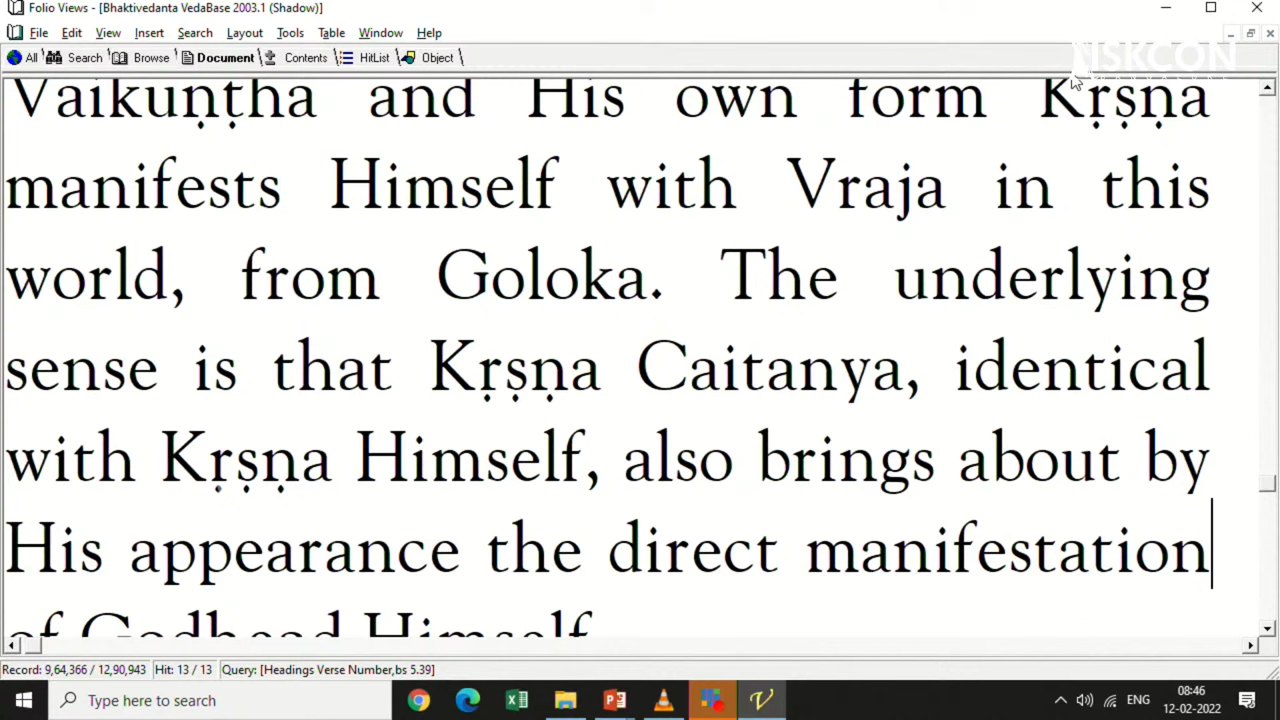 Folio Views - [Bhaktivedanta VedaBase 2003.1 (Shadow)]
File Edit View Insert Search Layout Tools Table Window Help
All Search Browse Document Contents HitList Object
Vaikuṇṭha and His own form Kṛṣṇa
manifests Himself with Vraja in this
world, from Goloka. The underlying
sense is that Kṛṣṇa Caitanya, identical
with Kṛṣṇa Himself, also brings about by
His appearance the direct manifestation
of Godhead Himself.
Record: 9,64,366 / 12,90,943 Hit: 13 / 13 Query: [Headings Verse Number,bs 5.39]
Type here to search
ENG
08:46
12-02-2022